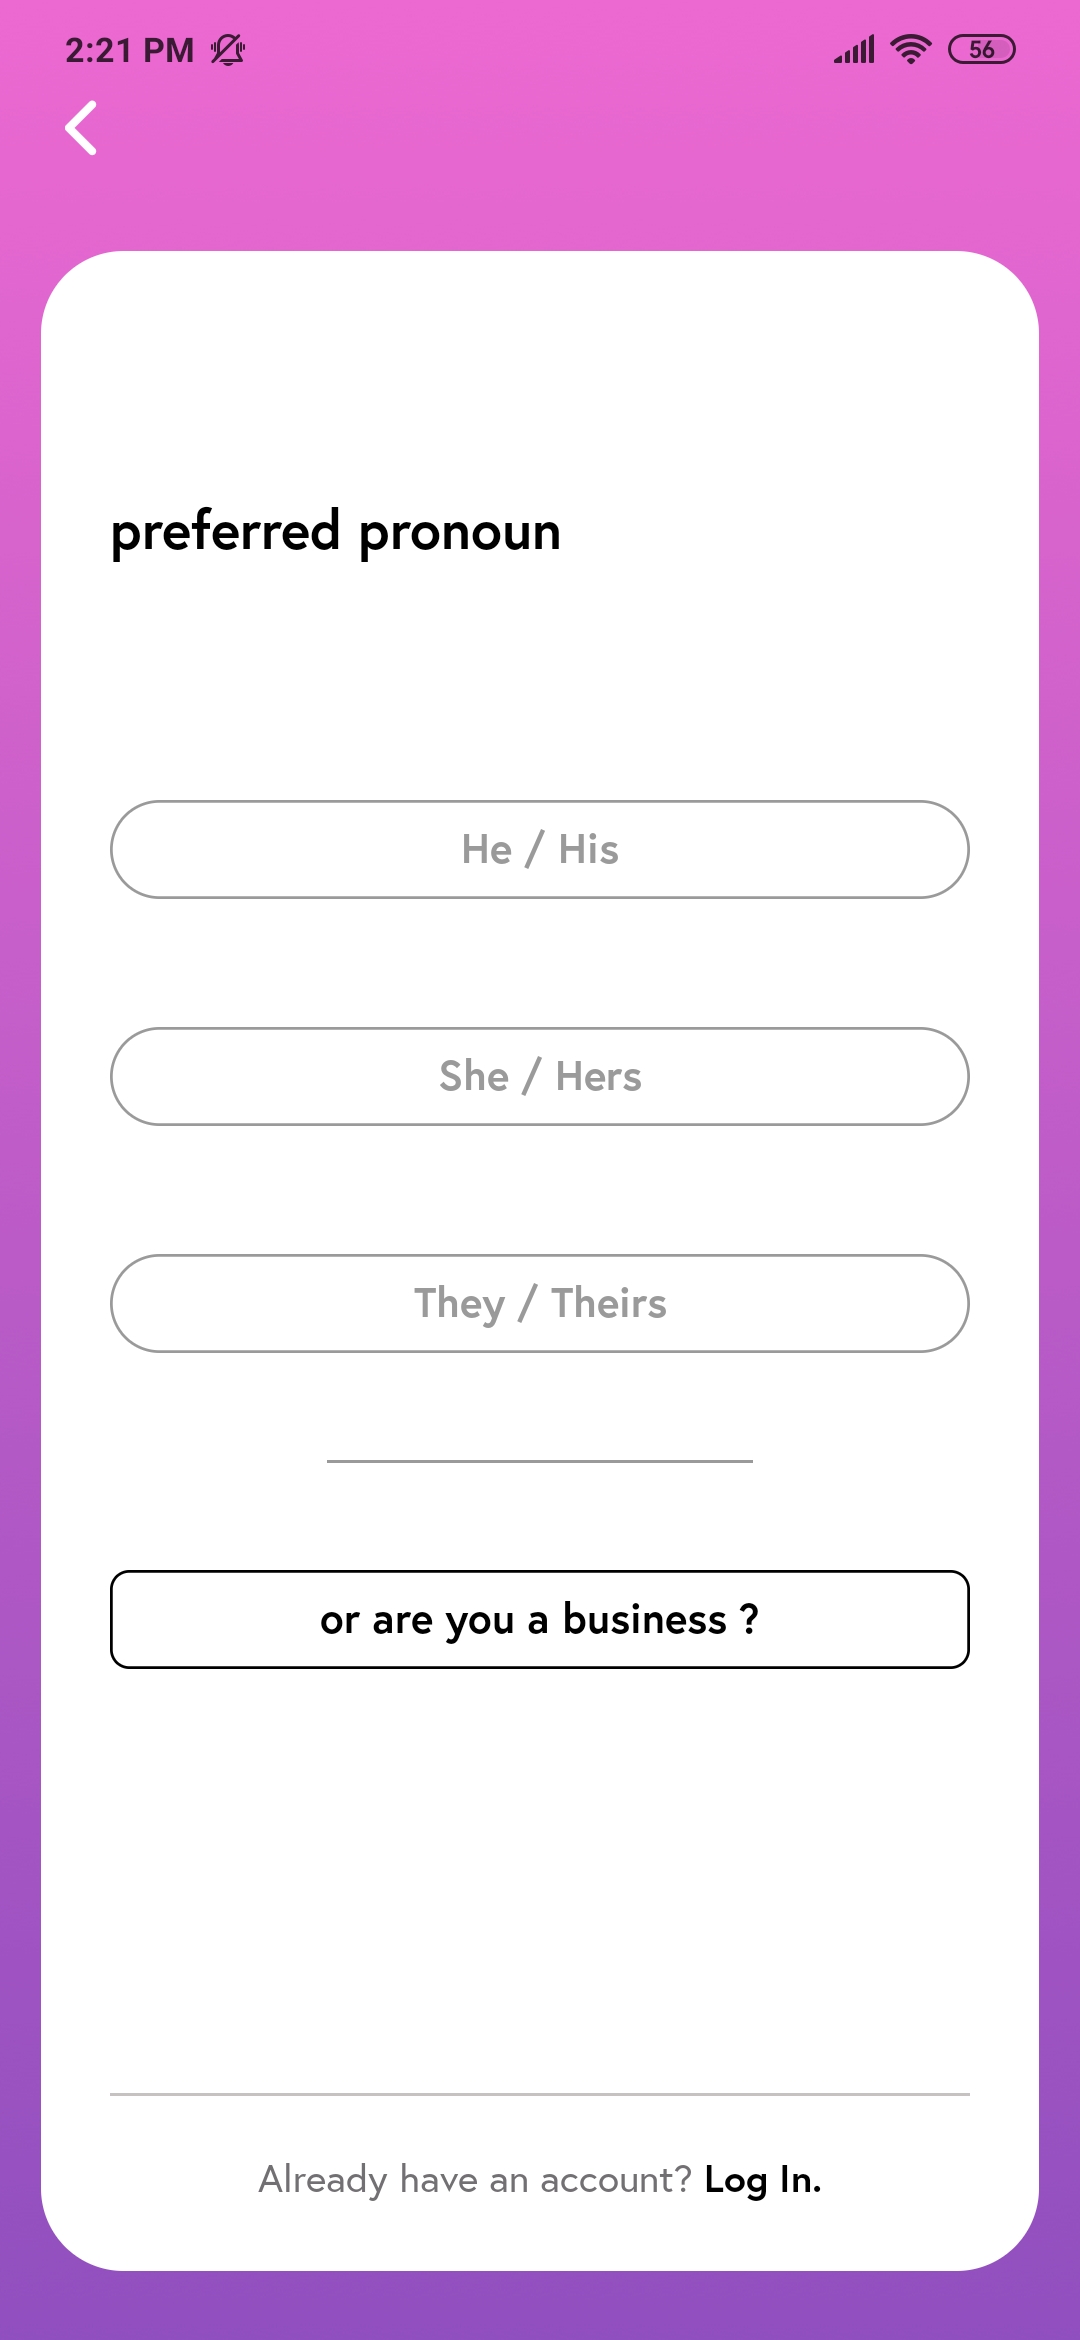 2:21 PM 56
preferred pronoun
He / His
She / Hers
They / Theirs
or are you a business ?
Already have an account? Log In.